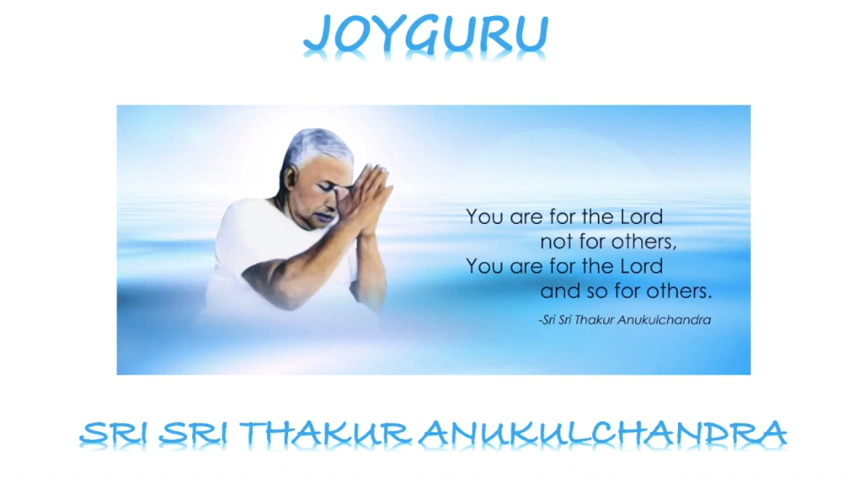 JOYGURU
You are for the Lord
not for others,
You are for the Lord
and so for others.
-Sri Sri Thakur Anukulchandra
SRI SRI THAKUR ANUKULCHANDRA